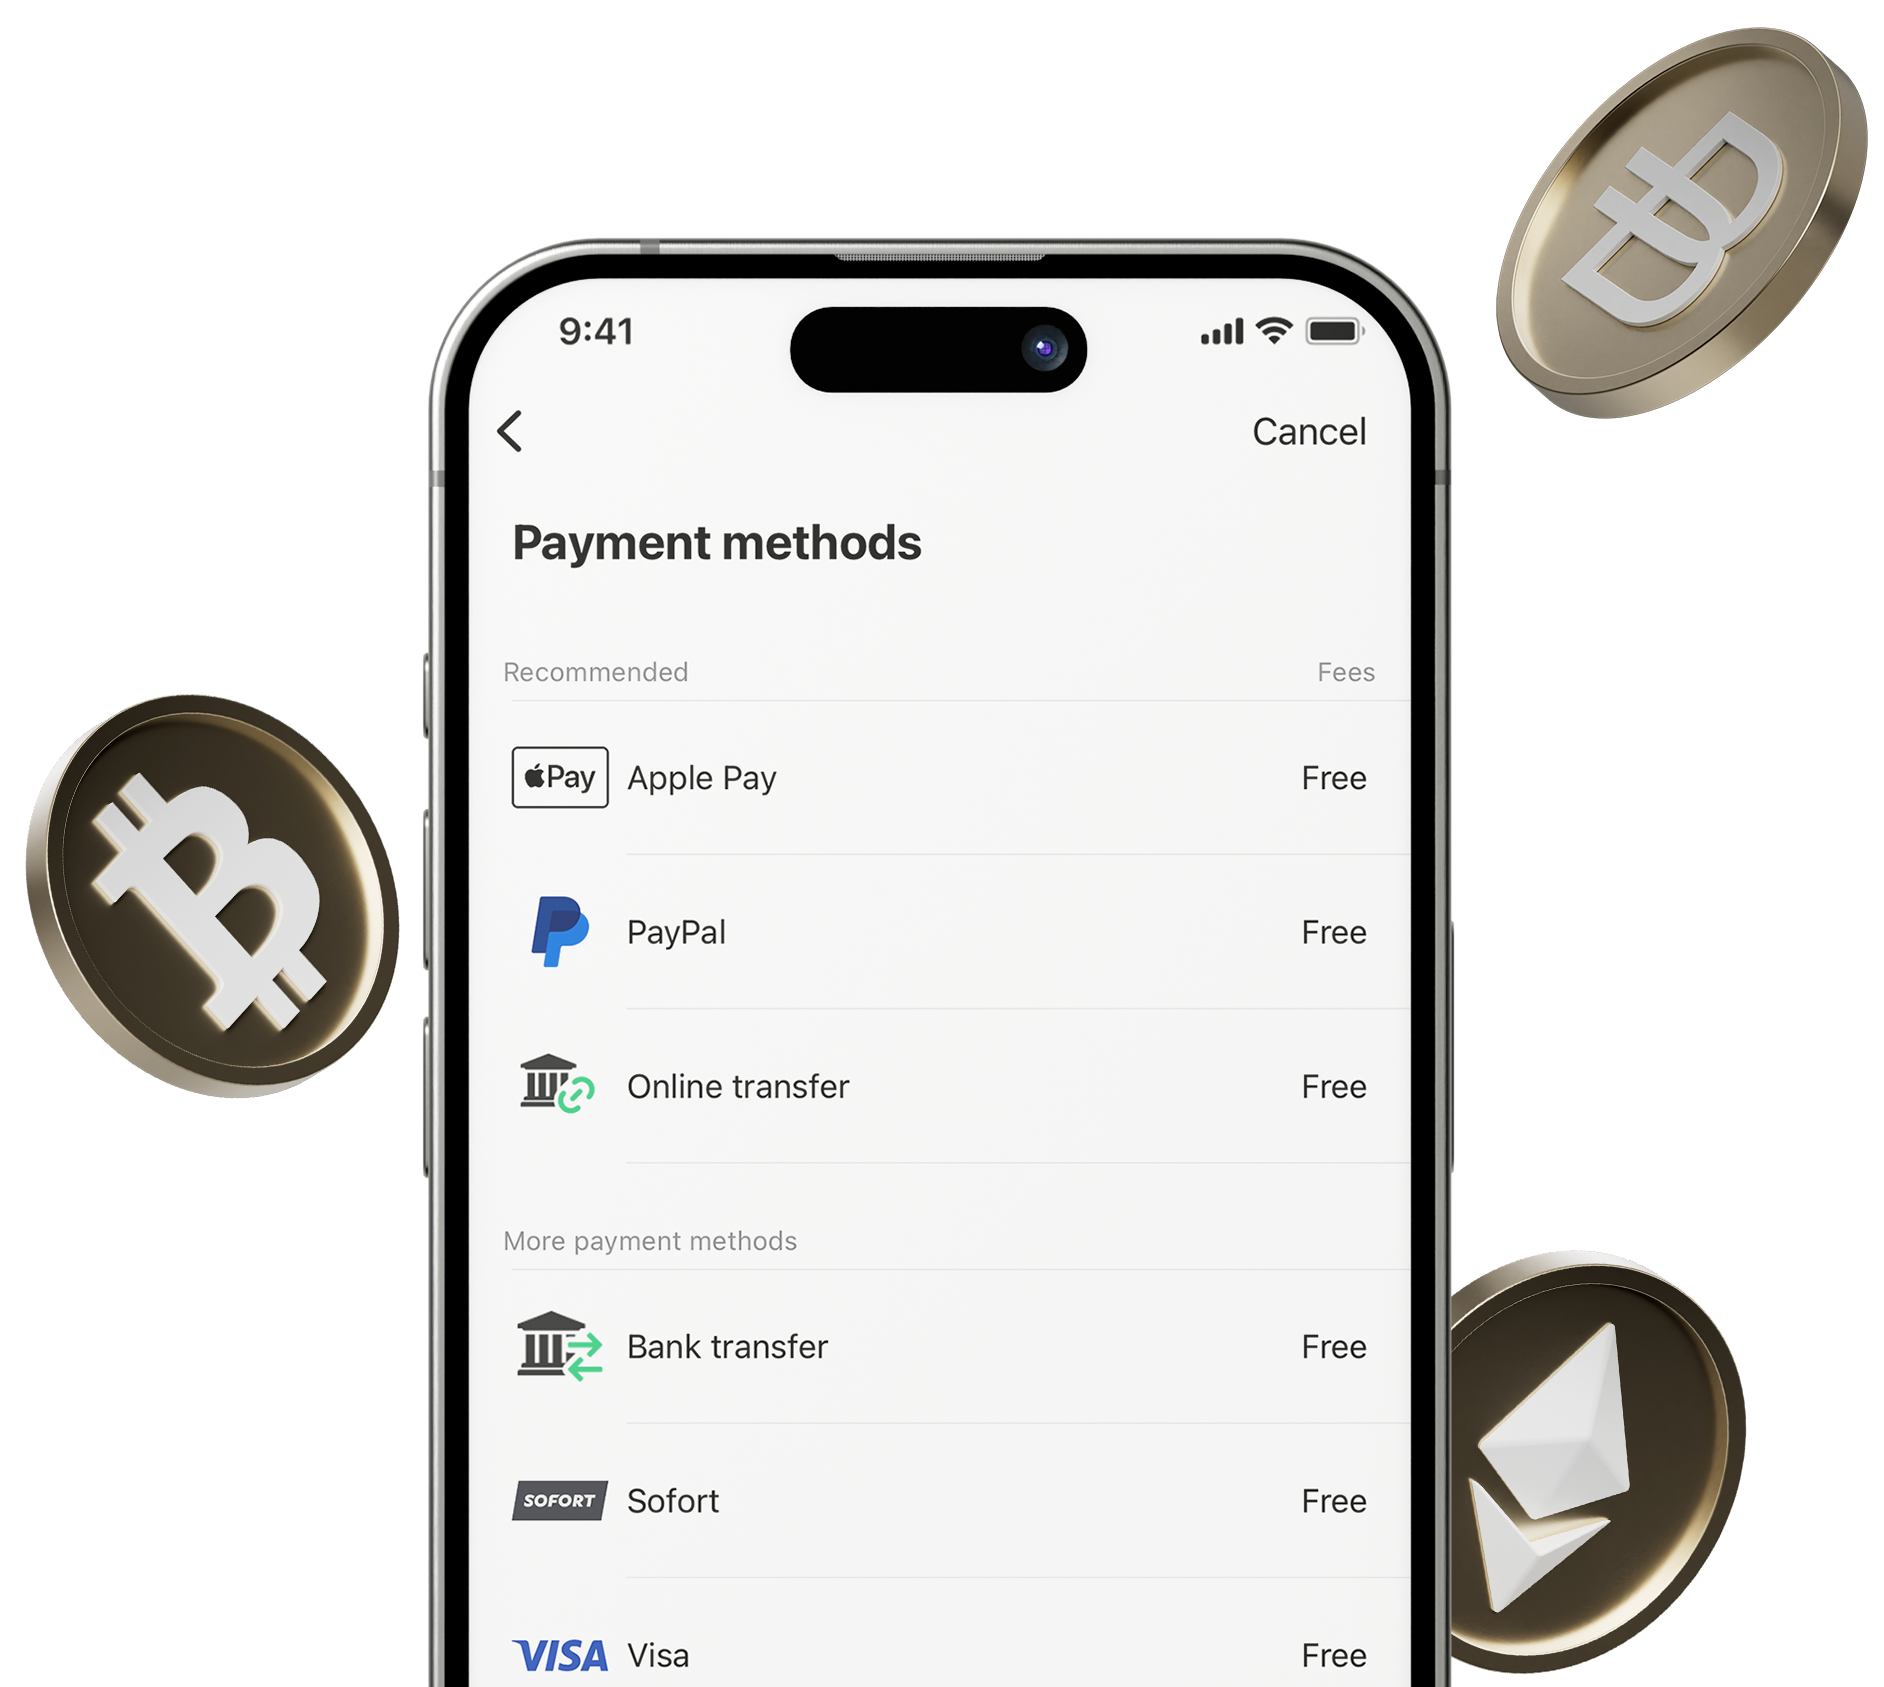 9:41
Cancel
Payment methods
Recommended Fees
Pay Apple Pay Free
PayPal Free
Online transfer Free
More payment methods
Bank transfer Free
SOFORT Sofort Free
VISA Visa Free